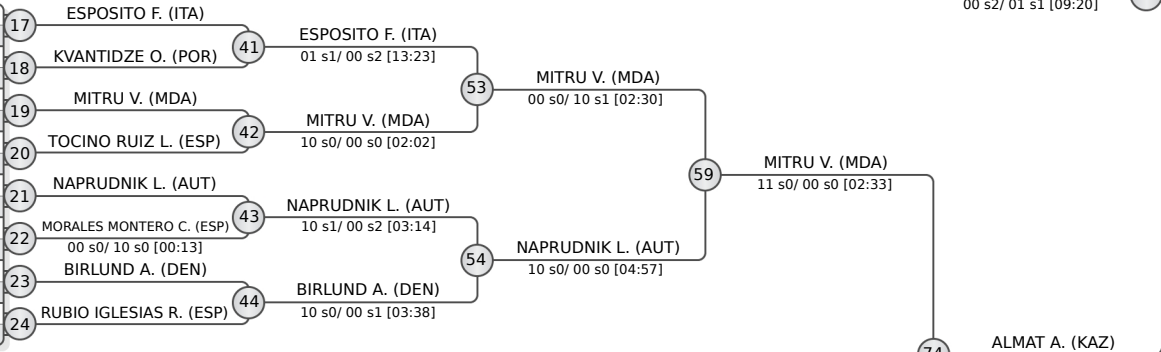 00 s2/ 01 s1 [09:20]
17
ESPOSITO F. (ITA)
18
KVANTIDZE O. (POR)
41
ESPOSITO F. (ITA)
01 s1/ 00 s2 [13:23]
19
MITRU V. (MDA)
20
TOCINO RUIZ L. (ESP)
42
MITRU V. (MDA)
10 s0/ 00 s0 [02:02]
53
MITRU V. (MDA)
00 s0/ 10 s1 [02:30]
21
NAPRUDNIK L. (AUT)
22
MORALES MONTERO C. (ESP)
00 s0/ 10 s0 [00:13]
43
NAPRUDNIK L. (AUT)
10 s1/ 00 s2 [03:14]
23
BIRLUND A. (DEN)
24
RUBIO IGLESIAS R. (ESP)
44
BIRLUND A. (DEN)
10 s0/ 00 s1 [03:38]
54
NAPRUDNIK L. (AUT)
10 s0/ 00 s0 [04:57]
59
MITRU V. (MDA)
11 s0/ 00 s0 [02:33]
74
ALMAT A. (KAZ)